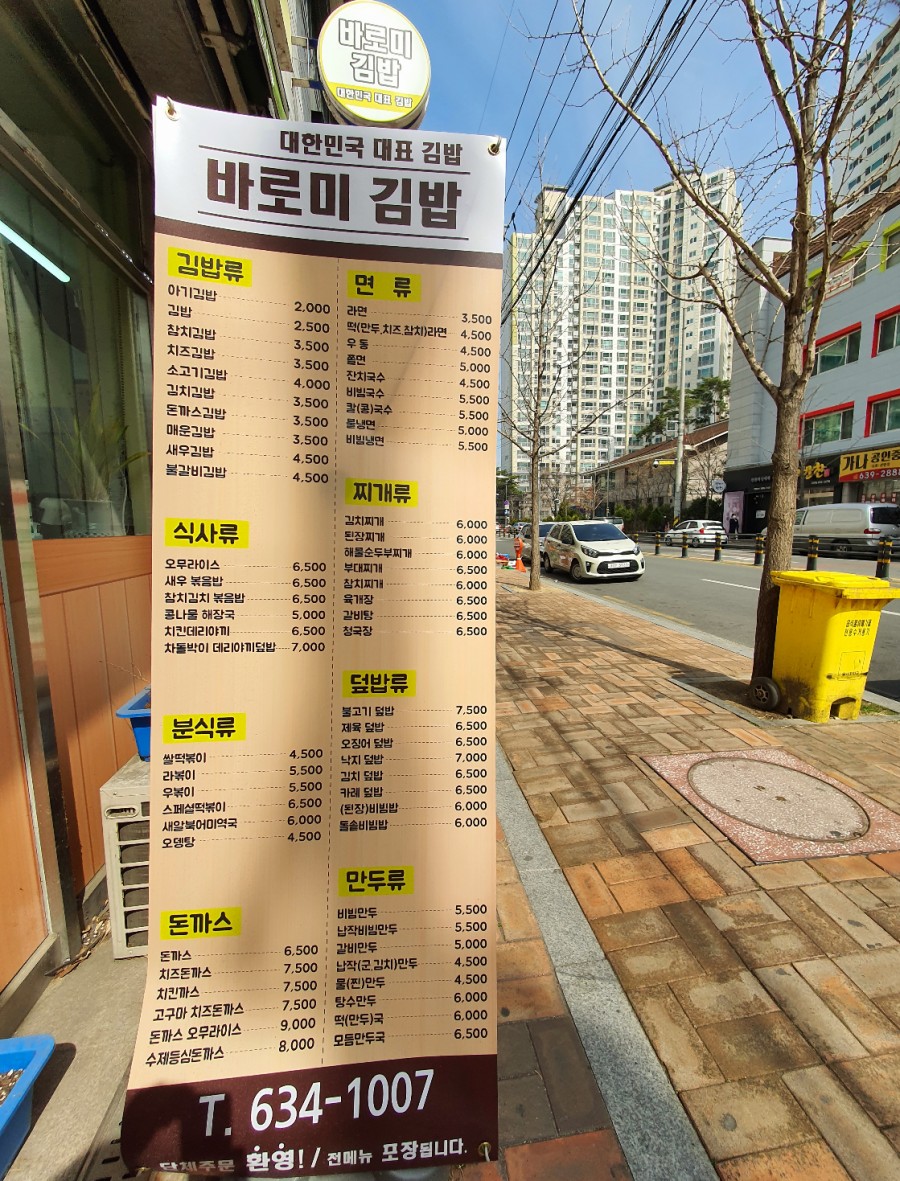 바로미
김밥
대한민국 대표 김밥
대한민국 대표 김밥
바로미 김밥
김밥류
아기김밥 2,000
김밥 2,500
참치김밥 3,500
치즈김밥 3,500
소고기김밥 4,000
김치김밥 3,500
돈까스김밥 3,500
매운김밥 3,500
새우김밥 4,500
불갈비김밥 4,500
식사류
오무라이스 6,500
새우 볶음밥 6,500
참치김치 볶음밥 6,500
콩나물 해장국 5,000
치킨데리야끼 6,500
차돌박이 데리야끼덮밥 7,000
분식류
쌀떡볶이 4,500
라볶이 5,500
우볶이 5,500
스페셜떡볶이 6,500
새알북어미역국 6,000
오뎅탕 4,500
돈까스
돈까스 6,500
치즈돈까스 7,500
치킨까스 7,500
고구마 치즈돈까스 7,500
돈까스 오무라이스 9,000
수제등심돈까스 8,000
면 류
라면 3,500
떡(만두,치즈,참치)라면 4,500
우 동 4,500
쫄면 5,000
잔치국수 4,500
비빔국수 5,500
칼(콩)국수 5,500
물냉면 5,000
비빔냉면 5,500
찌개류
김치찌개 6,000
된장찌개 6,000
해물순두부찌개 6,000
부대찌개 6,500
참치찌개 6,000
육개장 6,500
갈비탕 6,500
청국장 6,500
덮밥류
불고기 덮밥 7,500
제육 덮밥 6,500
오징어 덮밥 6,500
낙지 덮밥 7,000
김치 덮밥 6,500
카레 덮밥 6,500
(된장)비빔밥 6,000
돌솥비빔밥 6,000
만두류
비빔만두 5,500
납작비빔만두 5,500
갈비만두 5,000
납작(군,김치)만두 4,500
물(찐)만두 4,500
탕수만두 6,000
떡(만두)국 6,000
모듬만두국 6,500
T. 634-1007
단체주문 환영! / 전메뉴 포장됩니다.
가나 공인중
639-2888